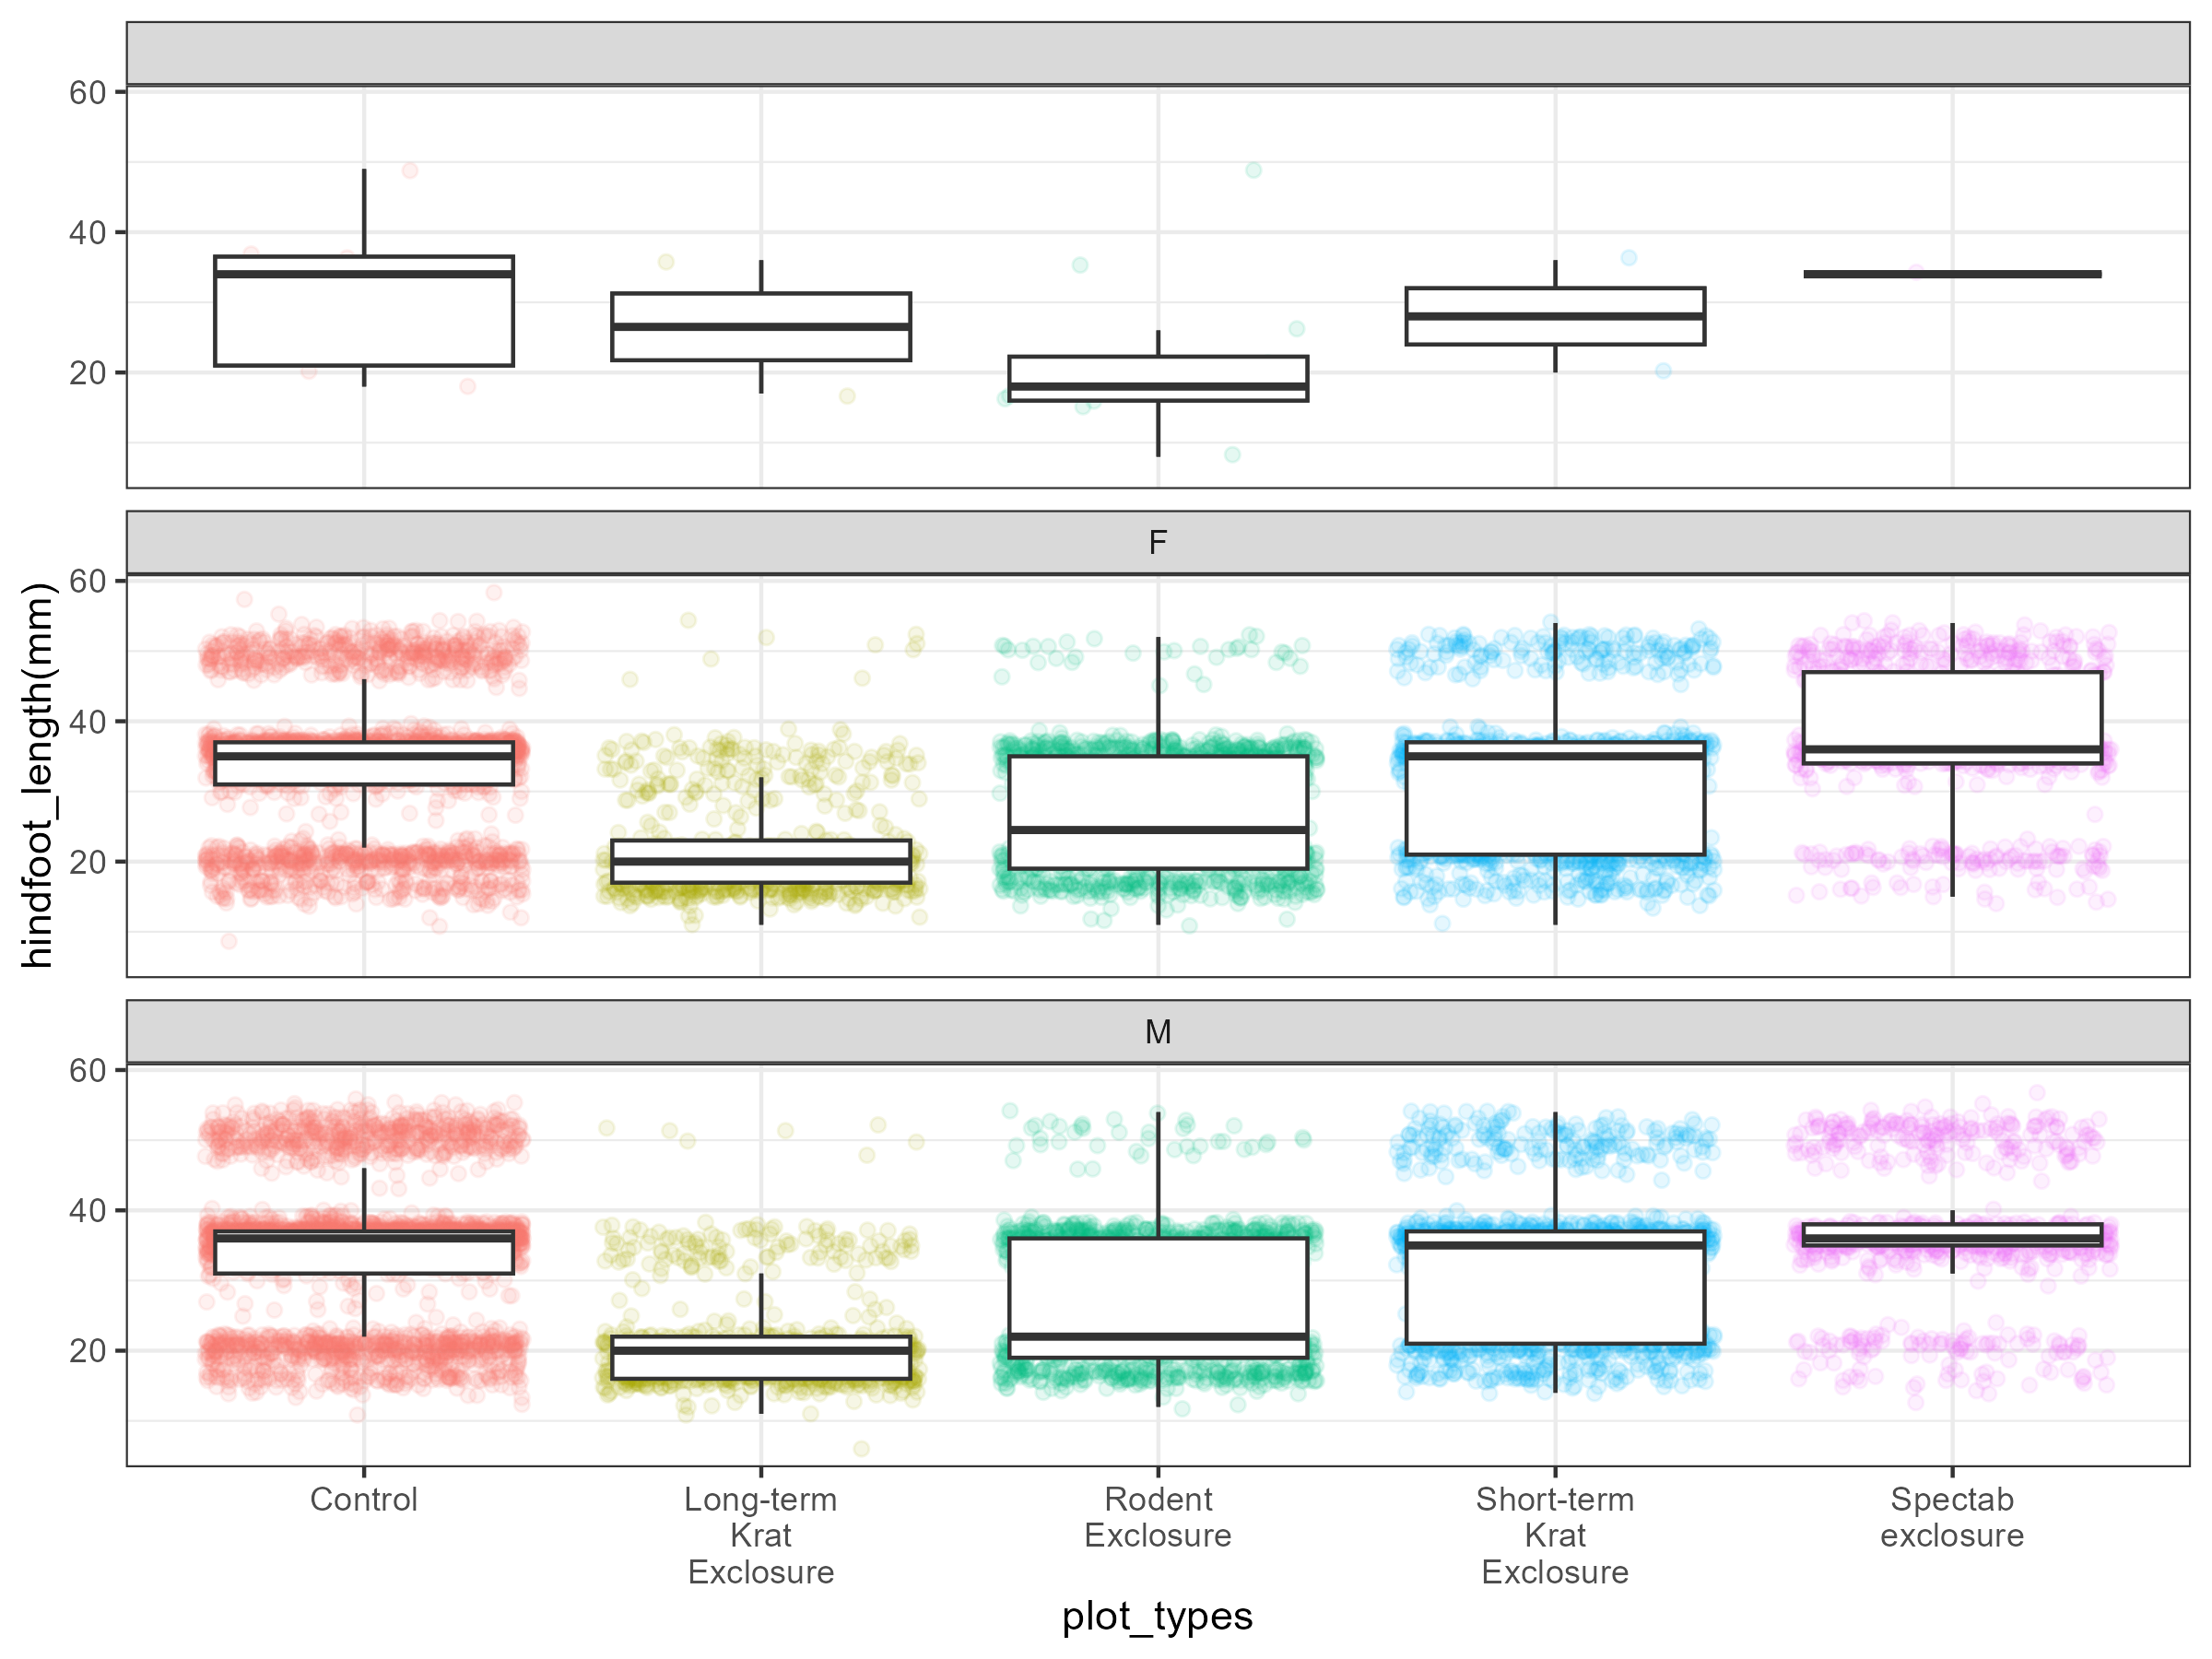 60
40
20
F
60
40
20
hindfoot_length(mm)
M
60
40
20
Control
Long-term
Krat
Exclosure
Rodent
Exclosure
Short-term
Krat
Exclosure
Spectab
exclosure
plot_types